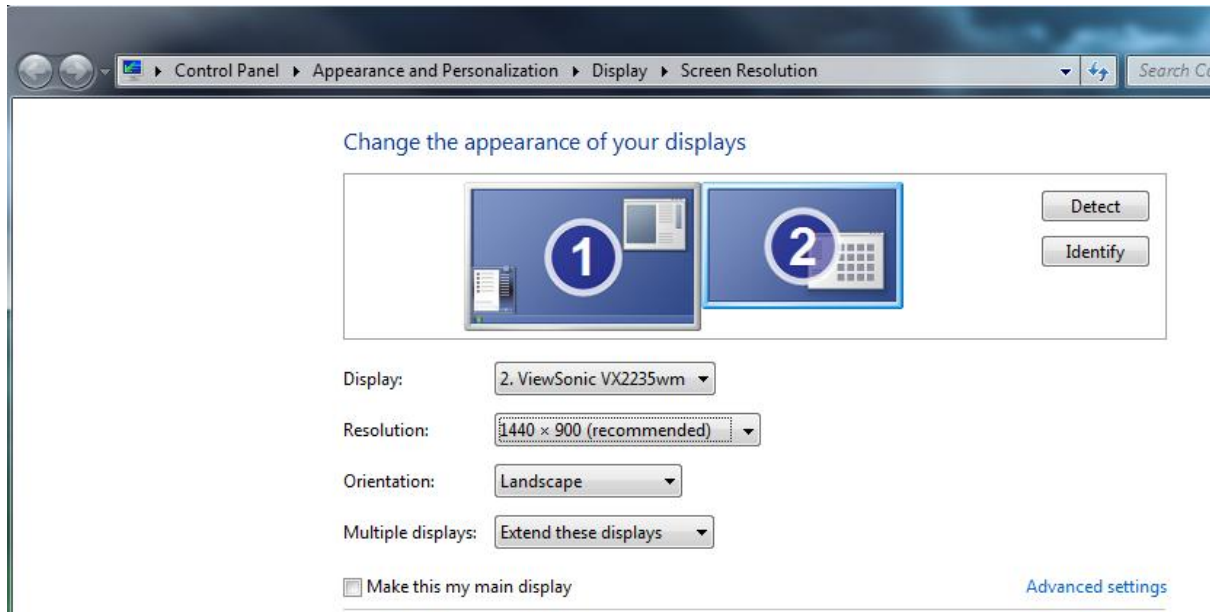 Control Panel ▸ Appearance and Personalization ▸ Display ▸ Screen Resolution
Change the appearance of your displays
1
2
Detect
Identify
Display: 2. ViewSonic VX2235wm
Resolution: 1440 × 900 (recommended)
Orientation: Landscape
Multiple displays: Extend these displays
Make this my main display Advanced settings